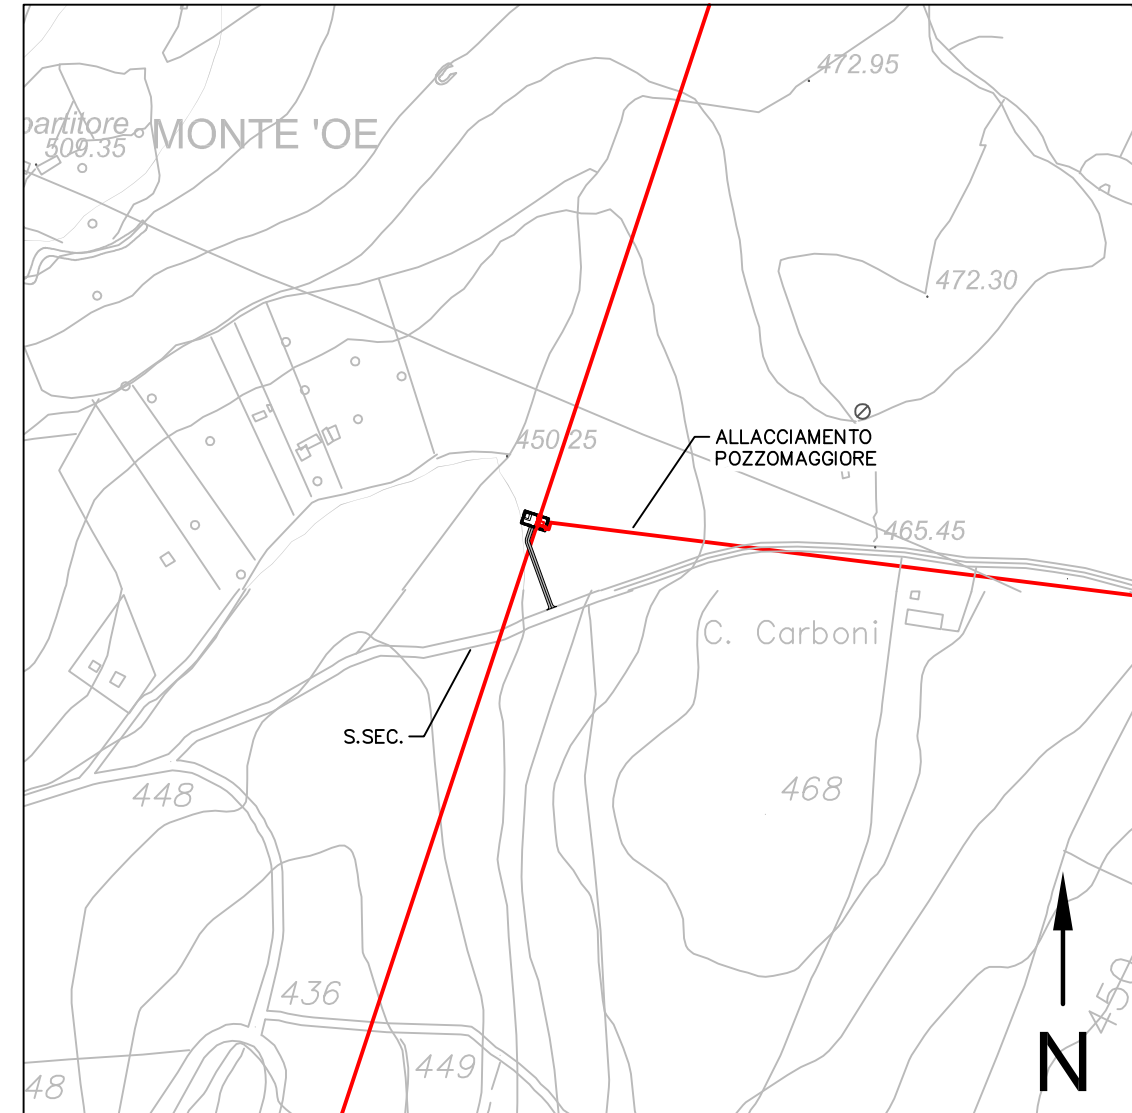 472.95
partitore
509.35
MONTE 'OE
472.30
450.25
ALLACCIAMENTO
POZZOMAGGIORE
465.45
C. Carboni
S.SEC.
448
468
436
450
449
48
N